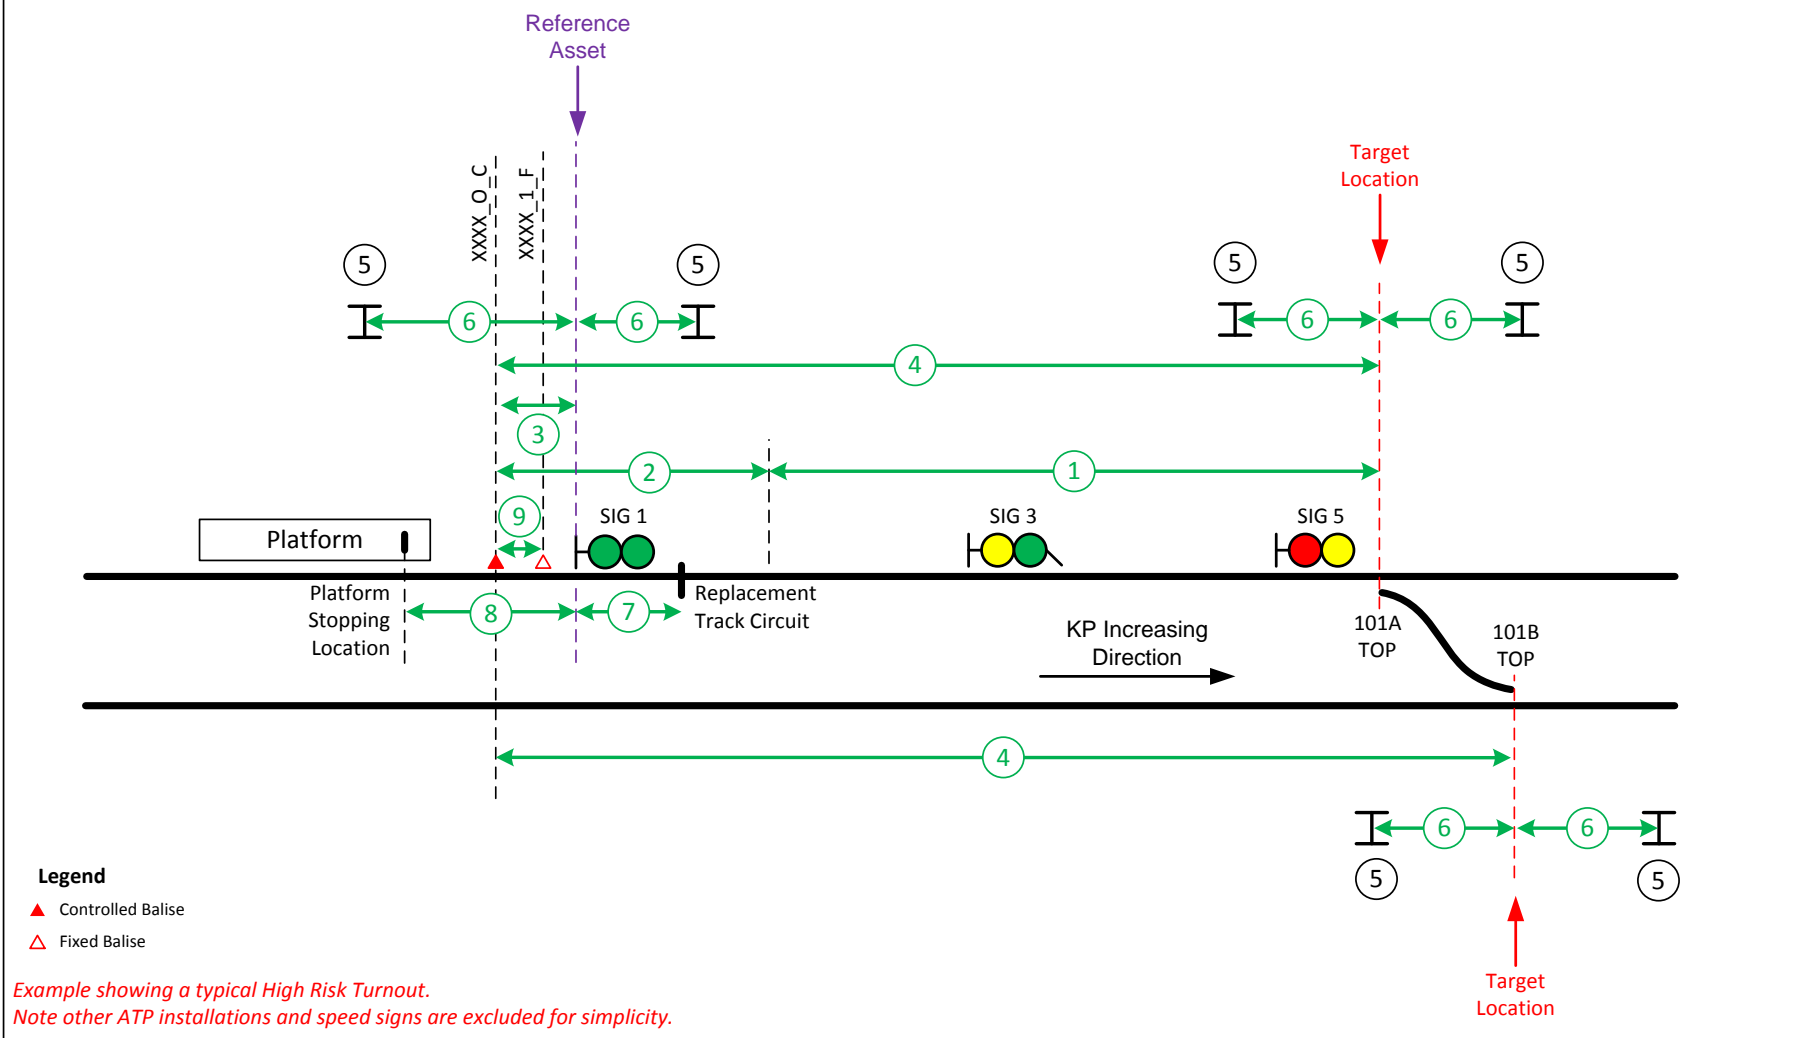 Reference
Asset
XXXX_O_C
XXXX_1_F
Target
Location
5
5
5
5
6
6
6
6
4
3
2
1
9
SIG 1
SIG 3
SIG 5
Platform
Platform
Stopping
Location
8
7
Replacement
Track Circuit
KP Increasing
Direction
101A
TOP
101B
TOP
4
6
6
5
5
Legend
Controlled Balise
Fixed Balise
Target
Location
Example showing a typical High Risk Turnout.
Note other ATP installations and speed signs are excluded for simplicity.